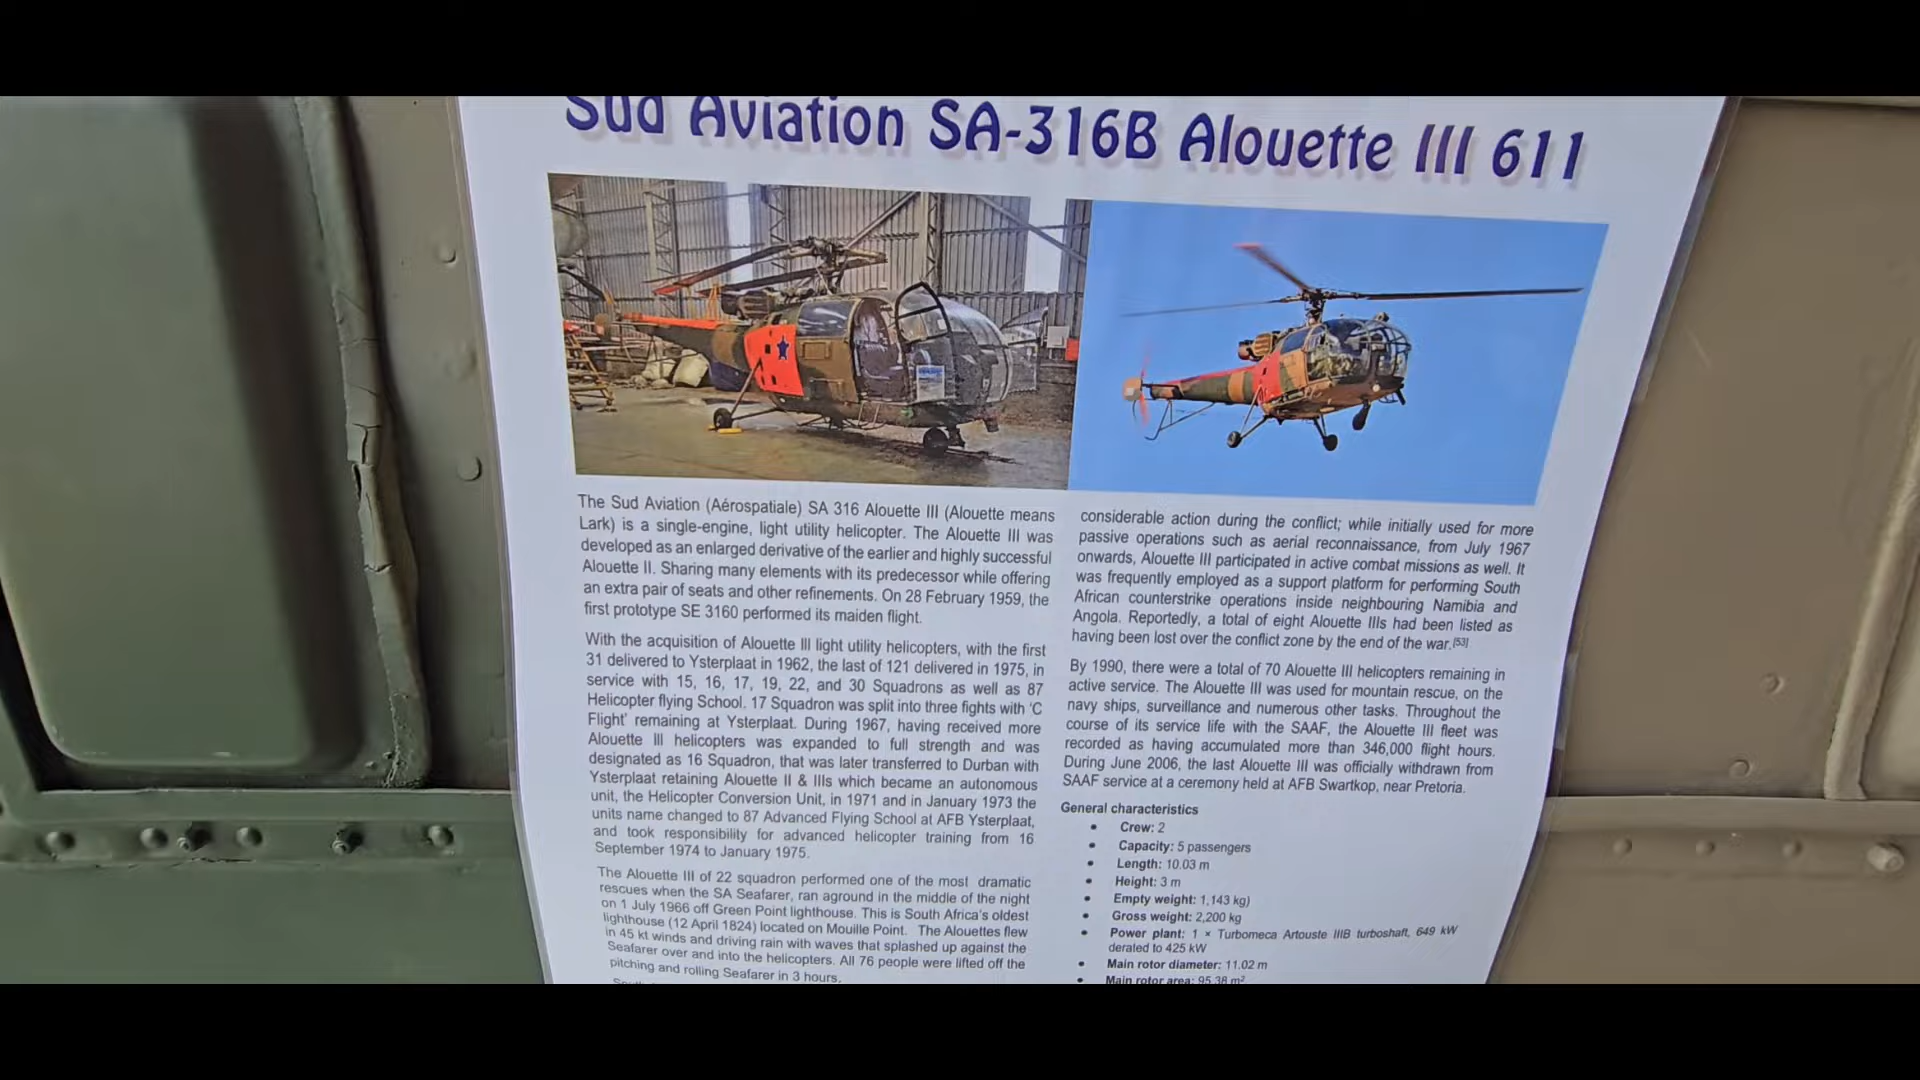 Sud Aviation SA-316B Alouette III 611
The Sud Aviation (Aérospatiale) SA 316 Alouette III (Alouette means
Lark) is a single-engine, light utility helicopter. The Alouette III was
developed as an enlarged derivative of the earlier and highly successful
Alouette II. Sharing many elements with its predecessor while offering
an extra pair of seats and other refinements. On 28 February 1959, the
first prototype SE 3160 performed its maiden flight.
With the acquisition of Alouette III light utility helicopters, with the first
31 delivered to Ysterplaat in 1962, the last of 121 delivered in 1975, in
service with 15, 16, 17, 19, 22, and 30 Squadrons as well as 87
Helicopter flying School. 17 Squadron was split into three fights with ‘C
Flight’ remaining at Ysterplaat. During 1967, having received more
Alouette III helicopters was expanded to full strength and was
designated as 16 Squadron, that was later transferred to Durban with
Ysterplaat retaining Alouette II & IIIs which became an autonomous
unit, the Helicopter Conversion Unit, in 1971 and in January 1973 the
units name changed to 87 Advanced Flying School at AFB Ysterplaat,
and took responsibility for advanced helicopter training from 16
September 1974 to January 1975.
The Alouette III of 22 squadron performed one of the most dramatic
rescues when the SA Seafarer, ran aground in the middle of the night
on 1 July 1966 off Green Point lighthouse. This is South Africa's oldest
lighthouse (12 April 1824) located on Mouille Point. The Alouettes flew
in 45 kt winds and driving rain with waves that splashed up against the
Seafarer over and into the helicopters. All 76 people were lifted off the
pitching and rolling Seafarer in 3 hours.
considerable action during the conflict; while initially used for more
passive operations such as aerial reconnaissance, from July 1967
onwards, Alouette III participated in active combat missions as well. It
was frequently employed as a support platform for performing South
African counterstrike operations inside neighbouring Namibia and
Angola. Reportedly, a total of eight Alouette IIIs had been listed as
having been lost over the conflict zone by the end of the war.[53]
By 1990, there were a total of 70 Alouette III helicopters remaining in
active service. The Alouette III was used for mountain rescue, on the
navy ships, surveillance and numerous other tasks. Throughout the
course of its service life with the SAAF, the Alouette III fleet was
recorded as having accumulated more than 346,000 flight hours.
During June 2006, the last Alouette III was officially withdrawn from
SAAF service at a ceremony held at AFB Swartkop, near Pretoria.
General characteristics
• Crew: 2
• Capacity: 5 passengers
• Length: 10.03 m
• Height: 3 m
• Empty weight: 1,143 kg)
• Gross weight: 2,200 kg
• Power plant: 1 × Turbomeca Artouste IIIB turboshaft, 649 kW
derated to 425 kW
• Main rotor diameter: 11.02 m
• Main rotor area: 95.38 m²